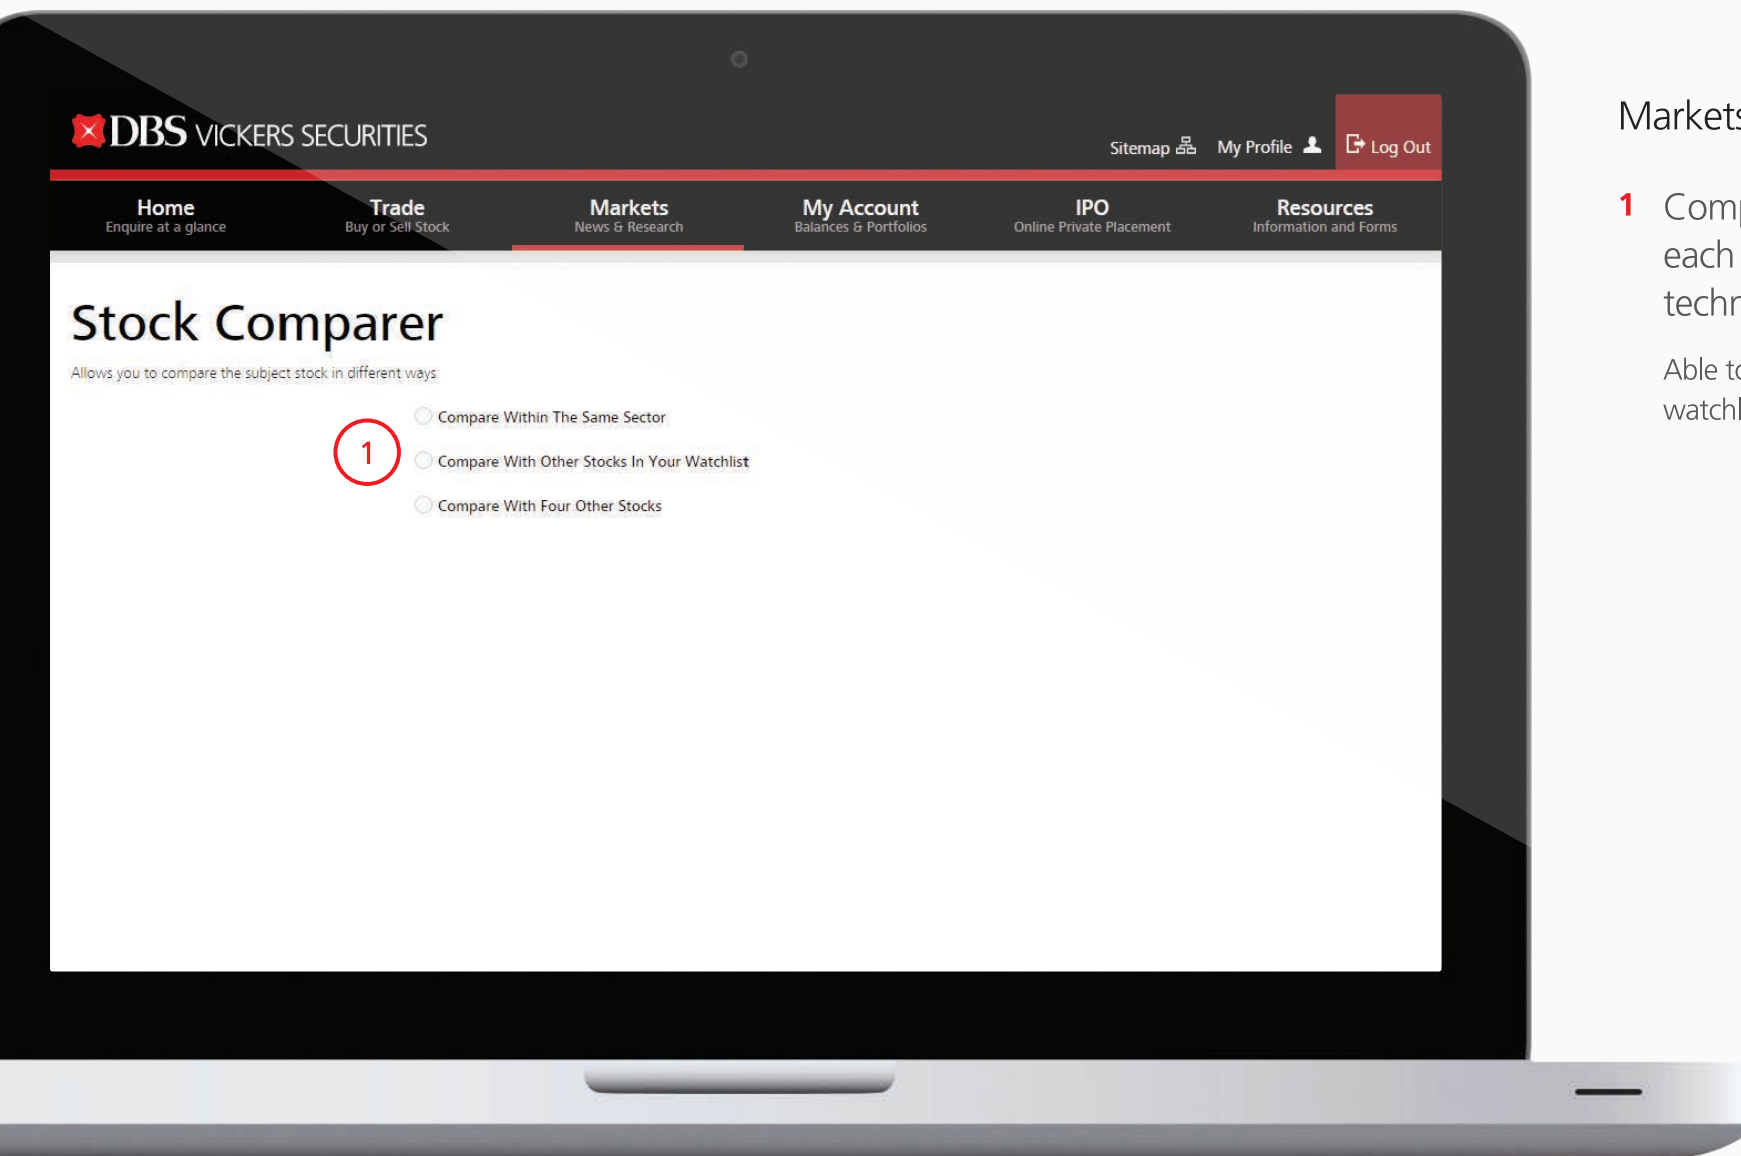 DBS VICKERS SECURITIES
Sitemap My Profile Log Out
Home Trade Markets My Account IPO Resources
Enquire at a glance Buy or Sell Stock News & Research Balances & Portfolios Online Private Placement Information and Forms
Stock Comparer
Allows you to compare the subject stock in different ways
Compare Within The Same Sector
1 Compare With Other Stocks In Your Watchlist
Compare With Four Other Stocks
Markets
1
each
Able